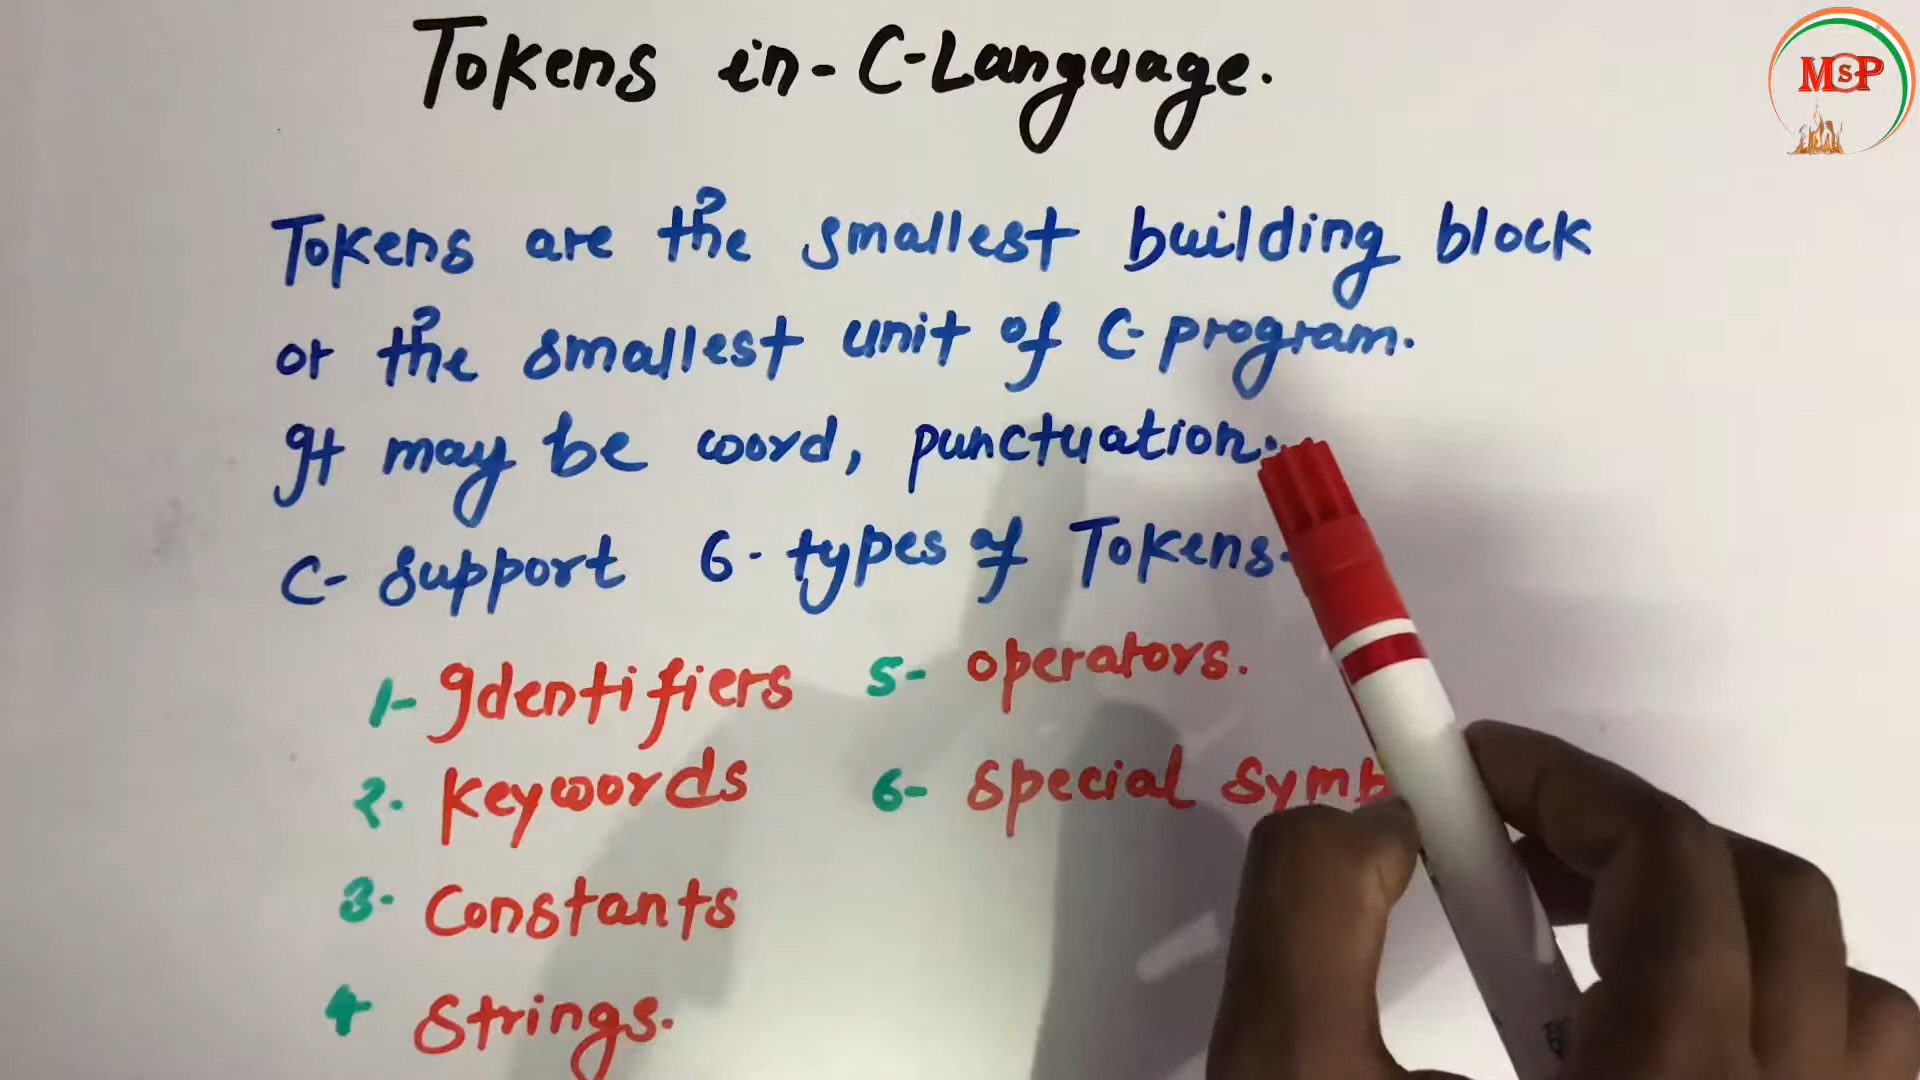 Tokens in-C-Language.
MSP
Tokens are the smallest building block
or the smallest unit of C-program.
It may be word, punctuation.
C- support 6- types of Tokens.
1- Identifiers
2- Keywords
3- Constants
4 Strings.
5- operators.
6- special symb